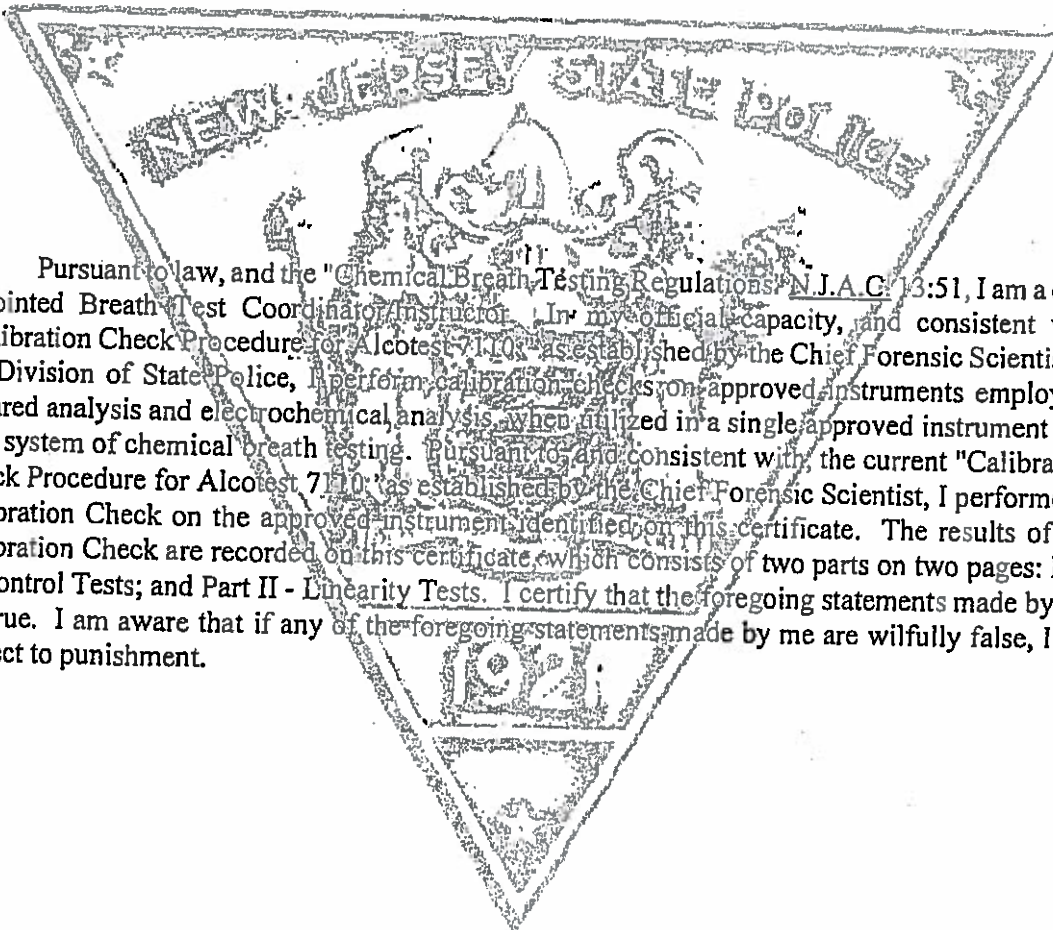 NEW JERSEY STATE POLICE
Pursuant to law, and the "Chemical Breath Testing Regulations" N.J.A.C. 13:51, I am a
ointed Breath Test Coordinator/Instructor. In my official capacity, and consistent
libration Check Procedure for Alcotest 7110," as established by the Chief Forensic Scienti
Division of State Police, I perform calibration checks on approved instruments employ
ared analysis and electrochemical analysis, when utilized in a single approved instrument
system of chemical breath testing. Pursuant to, and consistent with, the current "Calibra
ck Procedure for Alcotest 7110," as established by the Chief Forensic Scientist, I perform
bration Check on the approved instrument identified on this certificate. The results of
bration Check are recorded on this certificate, which consists of two parts on two pages:
ontrol Tests; and Part II - Linearity Tests. I certify that the foregoing statements made by
rue. I am aware that if any of the foregoing statements made by me are wilfully false, I
ect to punishment.
1921